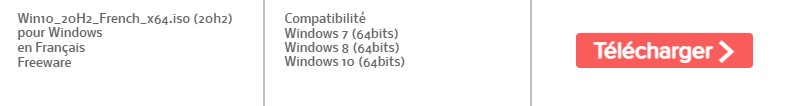 Win10_20H2_French_x64.iso (20h2)
pour Windows
en Français
Freeware
Compatibilité
Windows 7 (64bits)
Windows 8 (64bits)
Windows 10 (64bits)
Télécharger